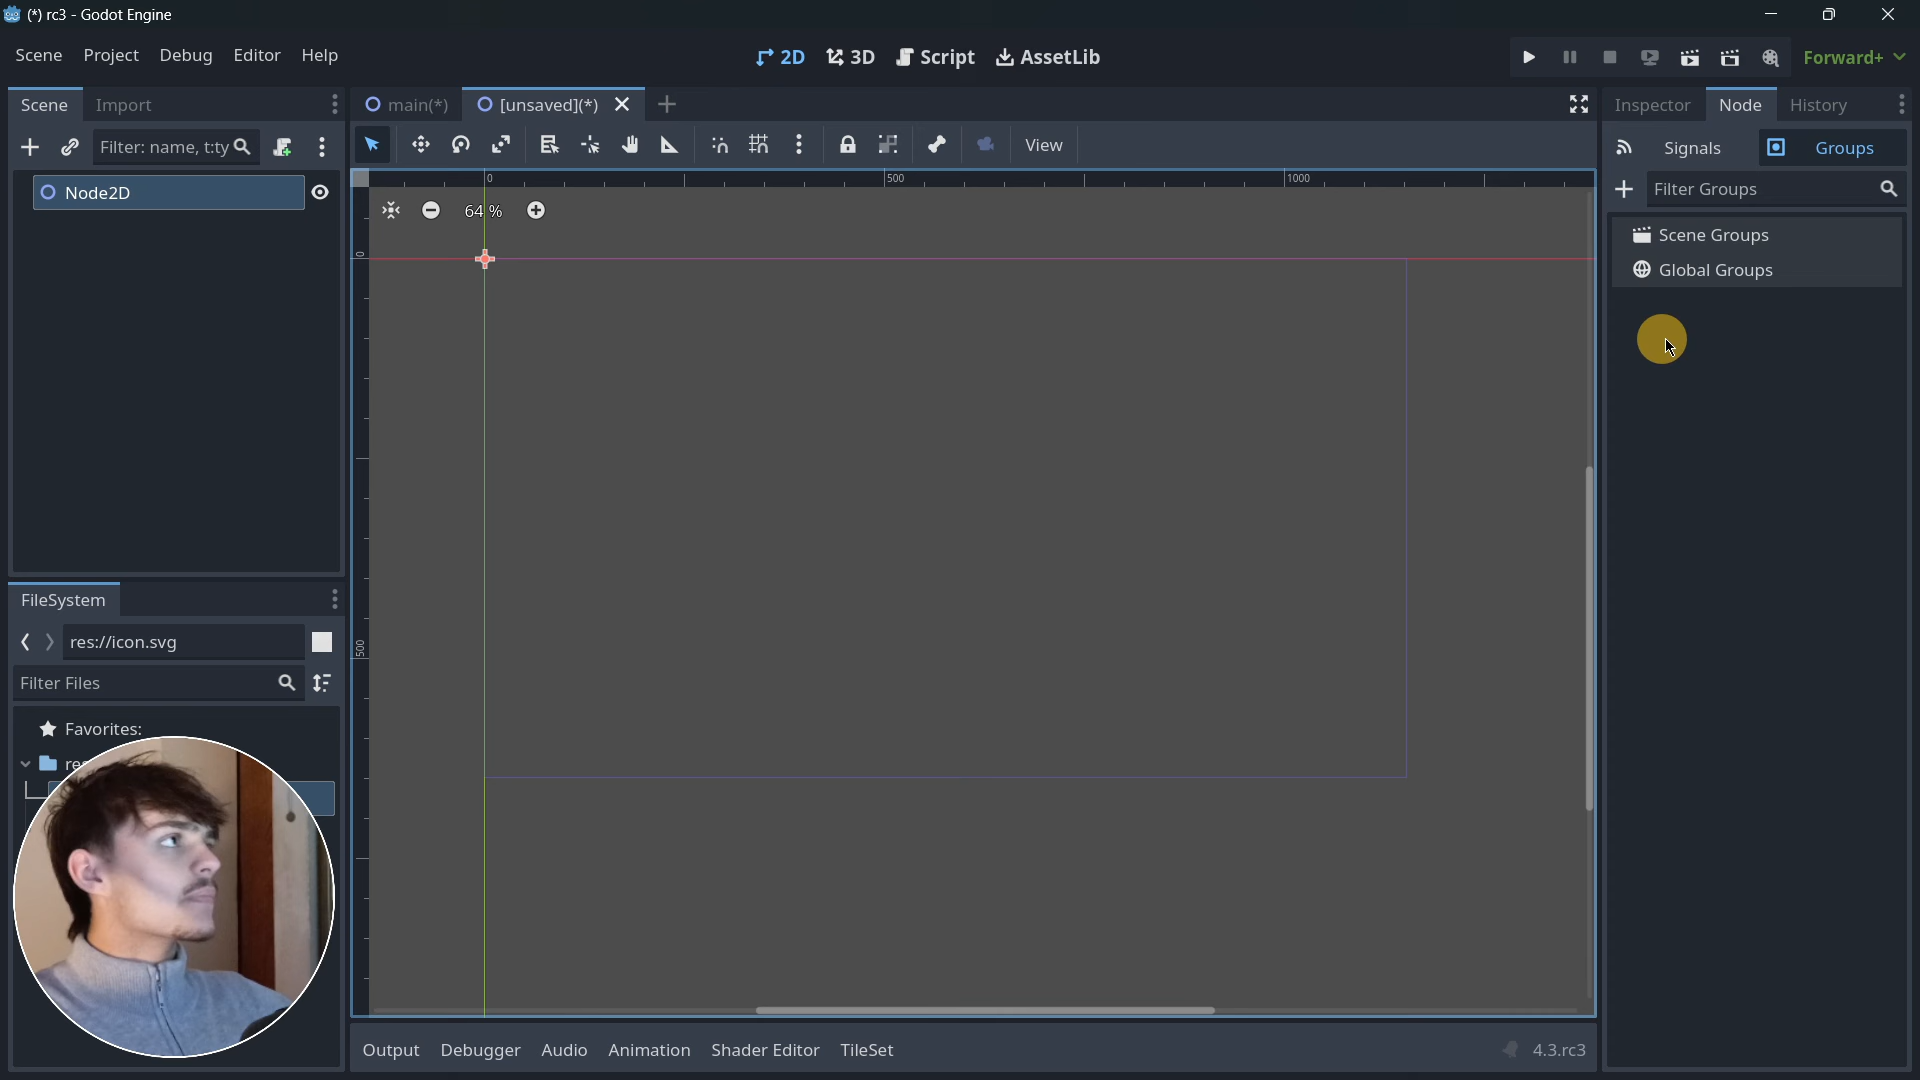 (*) rc3 - Godot Engine
Scene Project Debug Editor Help
2D 3D Script AssetLib
Forward+
Scene Import
main(*) [unsaved](*)
Inspector Node History
Filter: name, t:ty
View
Signals Groups
Filter Groups
0 500 1000
Node2D
64 %
Scene Groups
Global Groups
0
500
FileSystem
res://icon.svg
Filter Files
Favorites:
res
Output Debugger Audio Animation Shader Editor TileSet
4.3.rc3